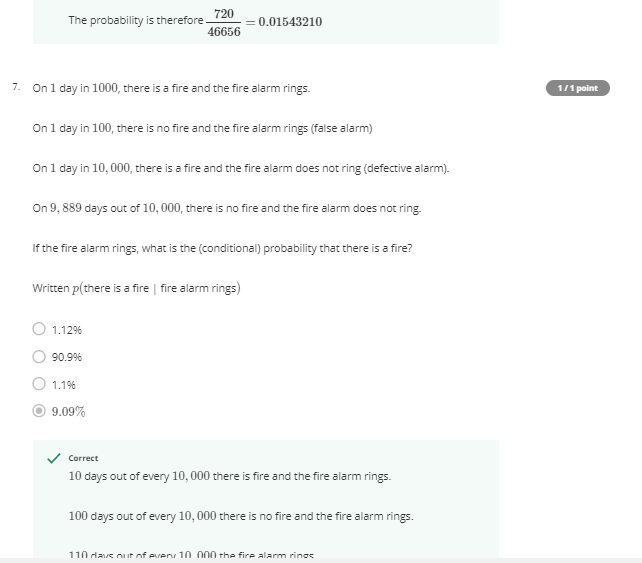 The probability is therefore 720/46656 = 0.01543210
7. On 1 day in 1000, there is a fire and the fire alarm rings.
1 / 1 point
On 1 day in 100, there is no fire and the fire alarm rings (false alarm)
On 1 day in 10, 000, there is a fire and the fire alarm does not ring (defective alarm).
On 9, 889 days out of 10, 000, there is no fire and the fire alarm does not ring.
If the fire alarm rings, what is the (conditional) probability that there is a fire?
Written p(there is a fire | fire alarm rings)
1.12%
90.9%
1.1%
9.09%
Correct
10 days out of every 10, 000 there is fire and the fire alarm rings.
100 days out of every 10, 000 there is no fire and the fire alarm rings.
110 days out of every 10, 000 the fire alarm rings